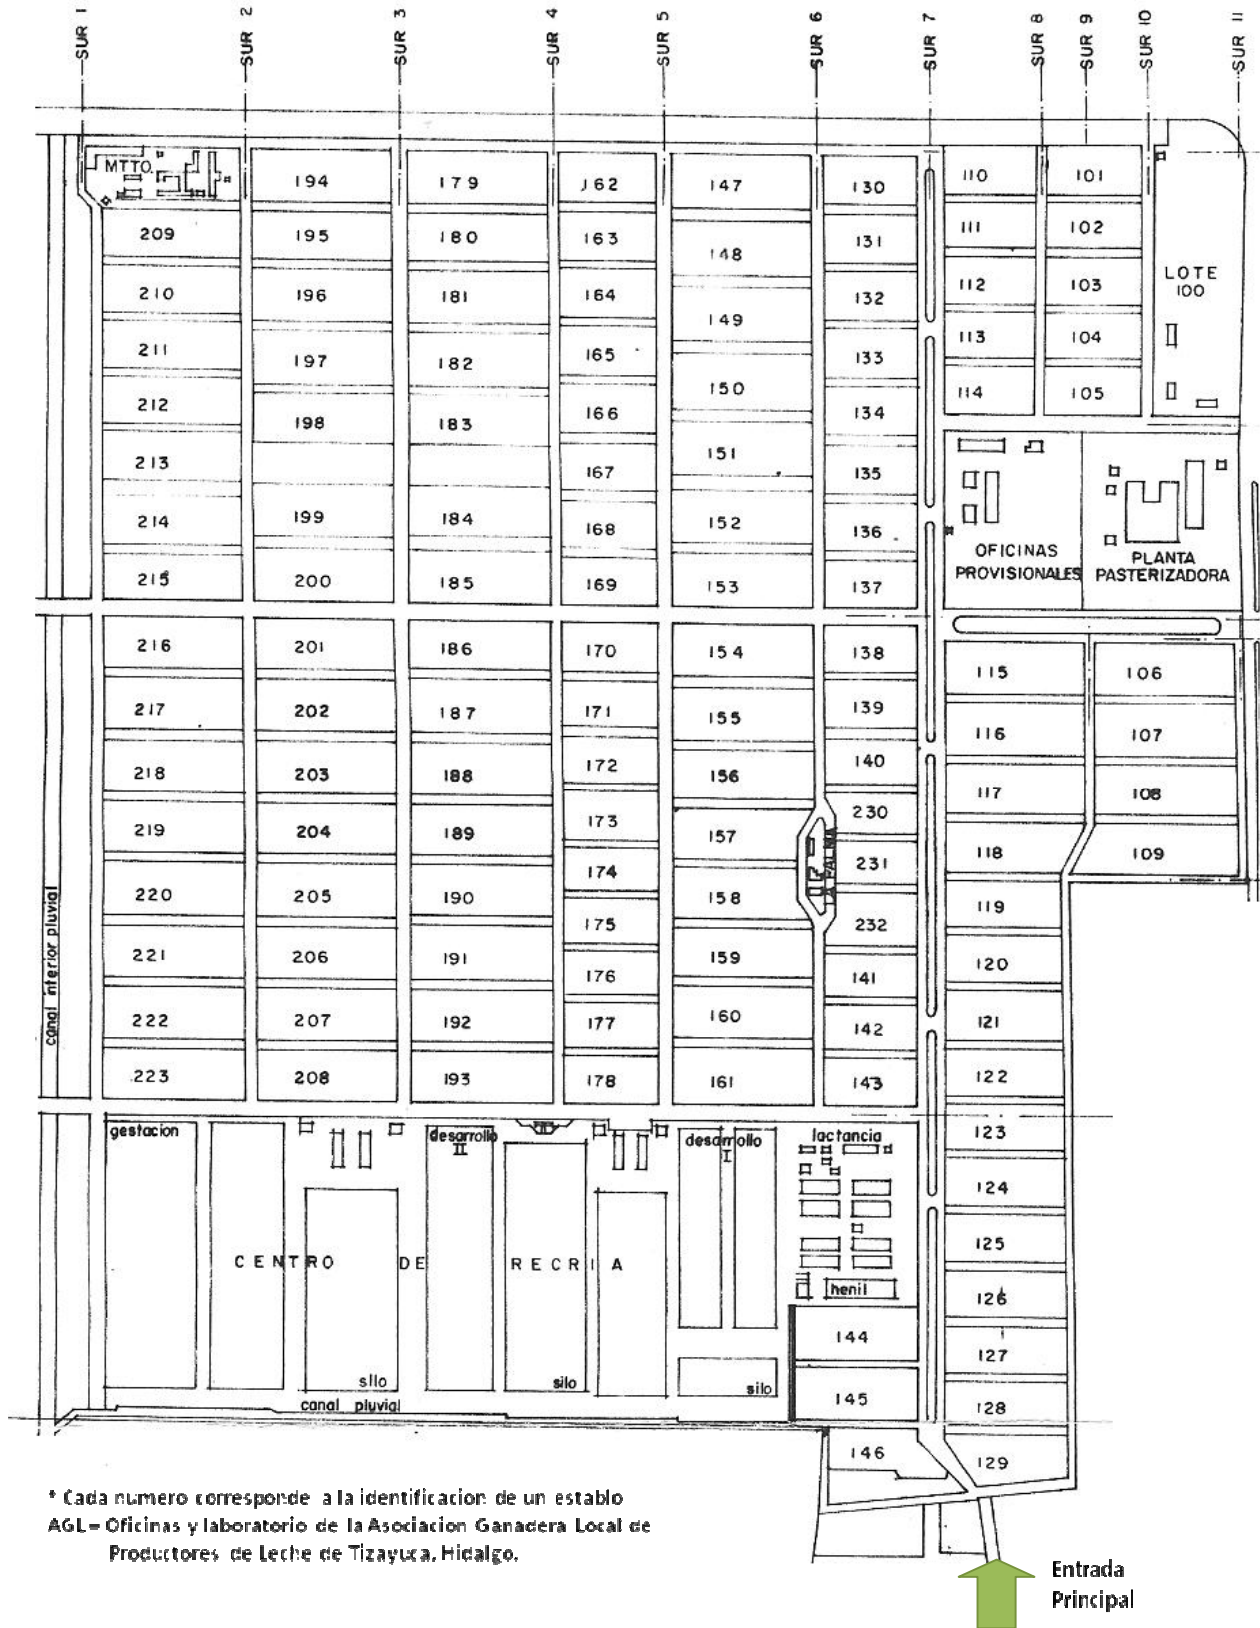 SUR 1
SUR 2
SUR 3
SUR 4
SUR 5
SUR 6
SUR 7
SUR 8
SUR 9
SUR 10
SUR 11
MTTO.
194 179 162 147 130 110 101
209 195 180 163 148 131 111 102
210 196 181 164 149 132 112 103
LOTE
100
211 197 182 165 150 133 113 104
212 198 183 166 151 134 114 105
213 167 135
214 199 184 168 152 136
215 200 185 169 153 137
OFICINAS
PROVISIONALES
PLANTA
PASTERIZADORA
216 201 186 170 154 138 115 106
217 202 187 171 155 139 116 107
218 203 188 172 156 140 117 108
219 204 189 173 157 230 118 109
174 231
PALMA
220 205 190 175 158 232 119
221 206 191 176 159 141 120
222 207 192 177 160 142 121
223 208 193 178 161 143 122
canal interior pluvial
gestacion
desarrollo
II
desarrollo
I
lactancia
123
124
125
CENTRO DE RECRIA
henil
126
144 127
silo silo silo
145 128
canal pluvial
146 129
* Cada numero corresponde a la identificacion de un establo
AGL= Oficinas y laboratorio de la Asociacion Ganadera Local de
Productores de Leche de Tizayuca, Hidalgo.
Entrada
Principal